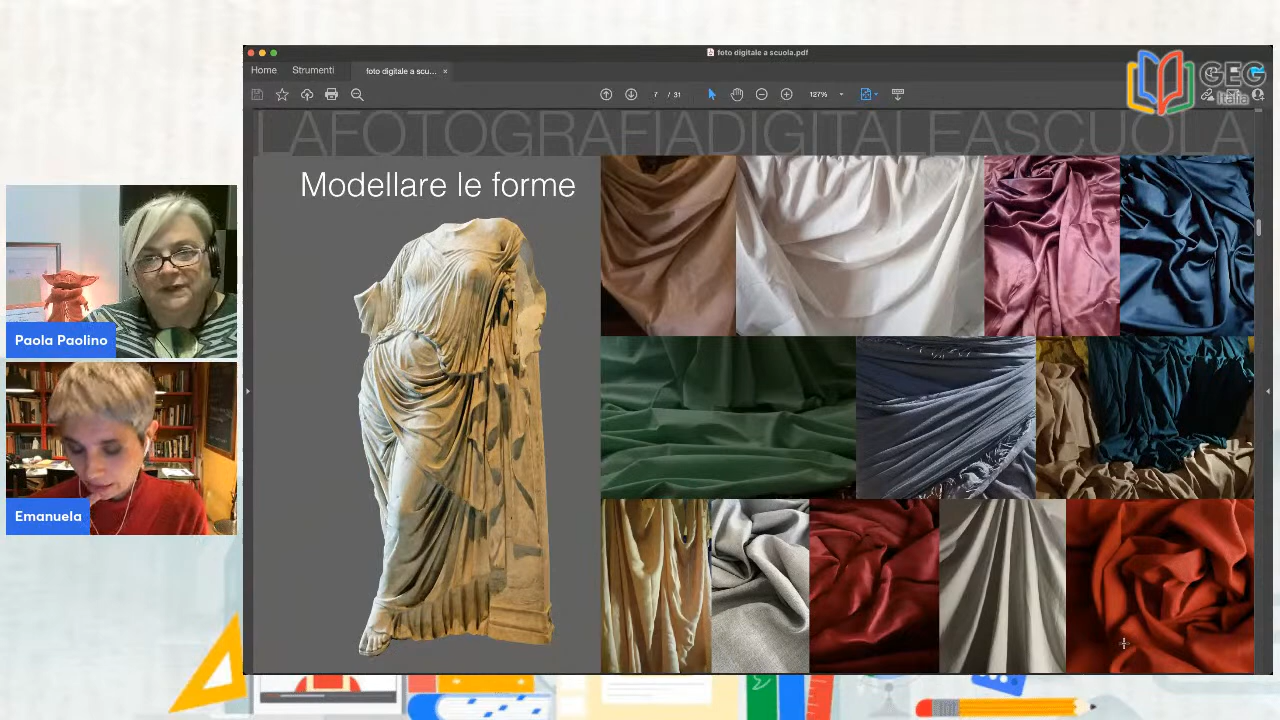 foto digitale a scuola.pdf
Home
Strumenti
foto digitale a scu...
×
7 / 31
127%
GEG
Italia
LAFOTOGRAFIADIGITALEASCUOLA
Modellare le forme
Paola Paolino
Emanuela